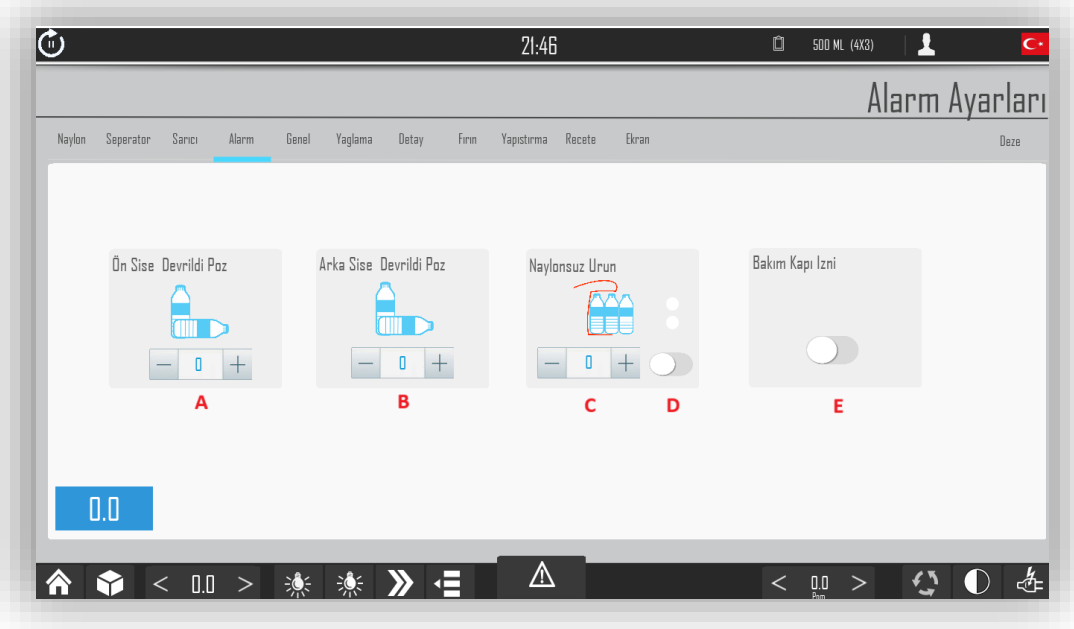 21:46
500 ML (4X3)
Alarm Ayarları
Naylon Seperator Sarıcı Alarm Genel Yaglama Detay Fırın Yapıstırma Recete Ekran Deze
Ön Sise Devrildi Poz
Arka Sise Devrildi Poz
Naylonsuz Urun
Bakım Kapı Izni
0
0
0
A
B
C
D
E
0.0
< 0.0 >
< 0.0 >
Ppm